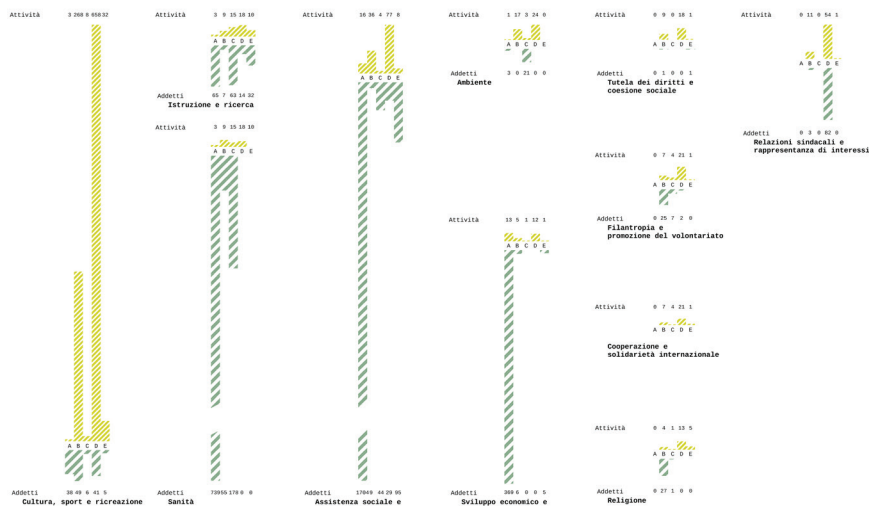 Attività 3 268 8 658 32
A B C D E
Addetti 38 49 6 41 5
Cultura, sport e ricreazione
Attività 3 9 15 18 10
A B C D E
Addetti 65 7 63 14 32
Istruzione e ricerca
Attività 3 9 15 18 10
A B C D E
Addetti 739 55 178 0 0
Sanità
Attività 16 36 4 77 8
A B C D E
Addetti 1704 9 44 29 95
Assistenza sociale e
Attività 1 17 3 24 0
A B C D E
Addetti 3 0 21 0 0
Ambiente
Attività 13 5 1 12 1
A B C D E
Addetti 308 6 0 0 5
Sviluppo economico e
Attività 0 9 0 18 1
A B C D E
Addetti 0 1 0 0 1
Tutela dei diritti e
coesione sociale
Attività 0 7 4 21 1
A B C D E
Addetti 0 25 7 2 0
Filantropia e
promozione del volontariato
Attività 0 7 4 21 1
A B C D E
Cooperazione e
solidarietà internazionale
Attività 0 4 1 13 5
A B C D E
Addetti 0 27 1 0 0
Religione
Attività 0 11 0 54 1
A B C D E
Addetti 0 3 0 82 0
Relazioni sindacali e
rappresentanza di interessi